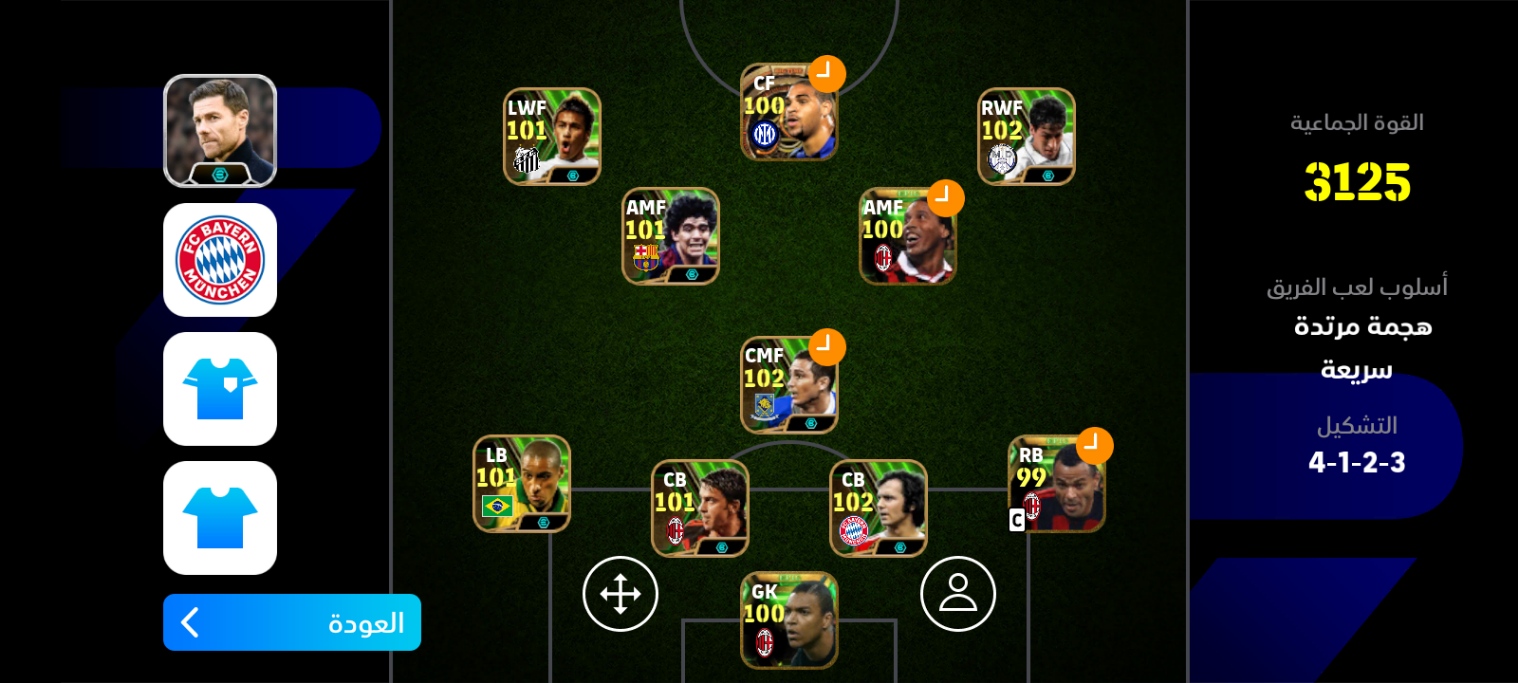 LWF
101
CF
100
RWF
102
AMF
101
AMF
100
CMF
102
LB
101
CB
101
CB
102
RB
99
C
GK
100
FC BAYERN
MÜNCHEN
العودة
القوة الجماعية
3125
أسلوب لعب الفريق
هجمة مرتدة
سريعة
التشكيل
4-1-2-3